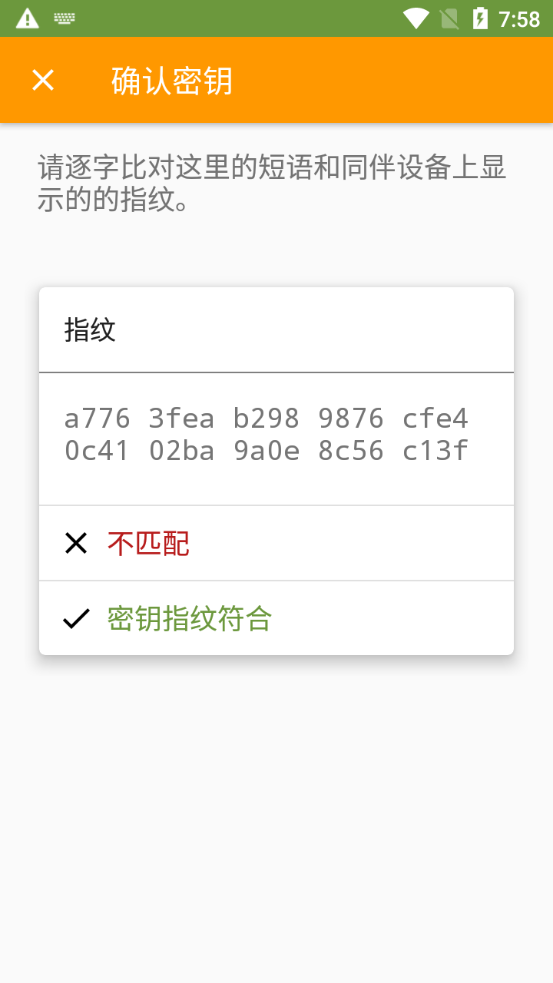 7:58
确认密钥
请逐字比对这里的短语和同伴设备上显
示的的指纹。
指纹
a776 3fea b298 9876 cfe4
0c41 02ba 9a0e 8c56 c13f
不匹配
密钥指纹符合